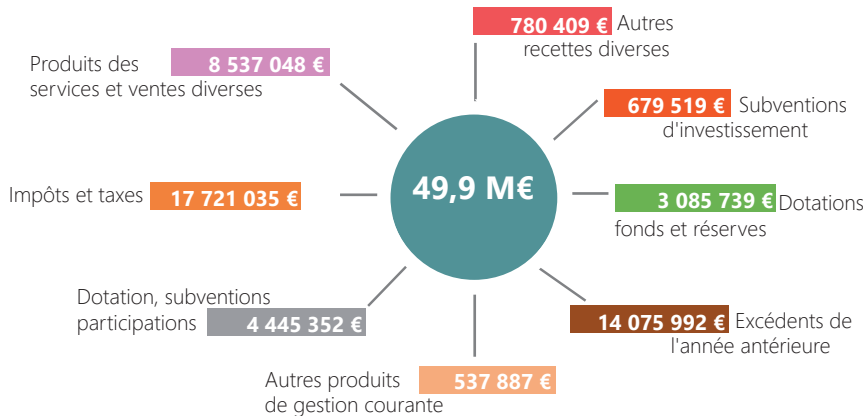 780 409 € Autres
recettes diverses
Produits des 8 537 048 €
services et ventes diverses
679 519 € Subventions
d'investissement
49,9 M€
Impôts et taxes 17 721 035 €
3 085 739 € Dotations
fonds et réserves
Dotation, subventions
participations 4 445 352 €
14 075 992 € Excédents de
l'année antérieure
Autres produits 537 887 €
de gestion courante